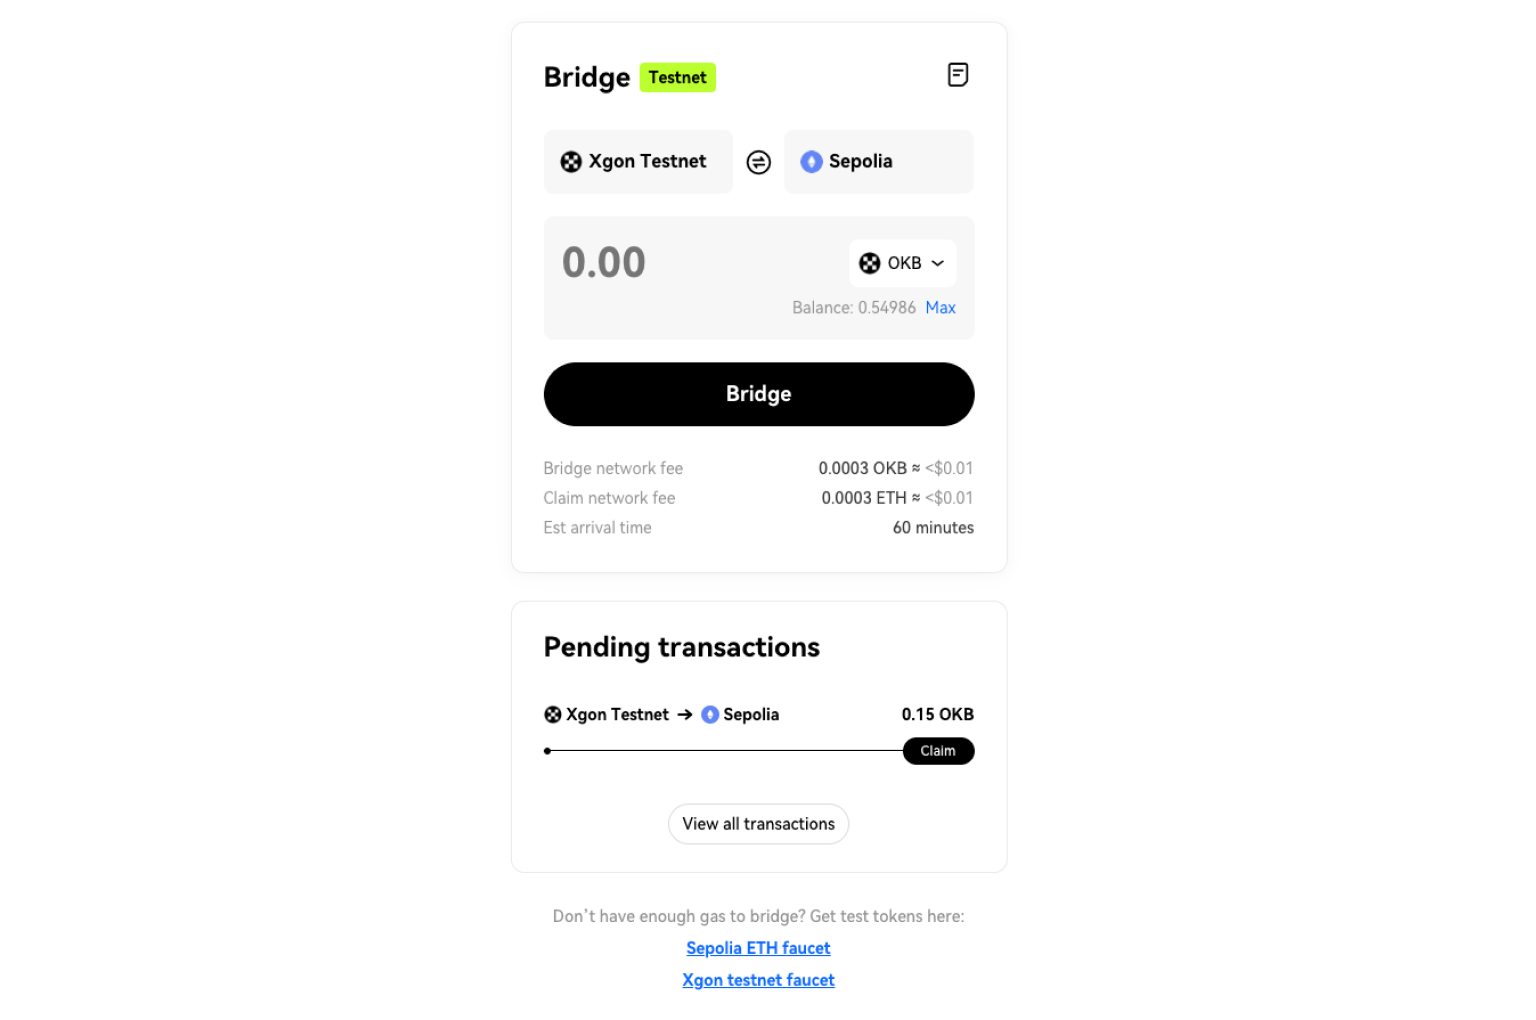 Bridge Testnet
Xgon Testnet Sepolia
0.00 OKB
Balance: 0.54986 Max
Bridge
Bridge network fee 0.0003 OKB ≈ <$0.01
Claim network fee 0.0003 ETH ≈ <$0.01
Est arrival time 60 minutes
Pending transactions
Xgon Testnet → Sepolia 0.15 OKB
Claim
View all transactions
Don't have enough gas to bridge? Get test tokens here:
Sepolia ETH faucet
Xgon testnet faucet